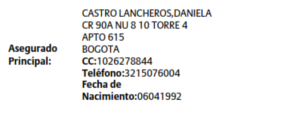 CASTRO LANCHEROS,DANIELA
CR 90A NU 8 10 TORRE 4
APTO 615
Asegurado BOGOTA
Principal: CC:1026278844
Teléfono:3215076004
Fecha de
Nacimiento:06041992